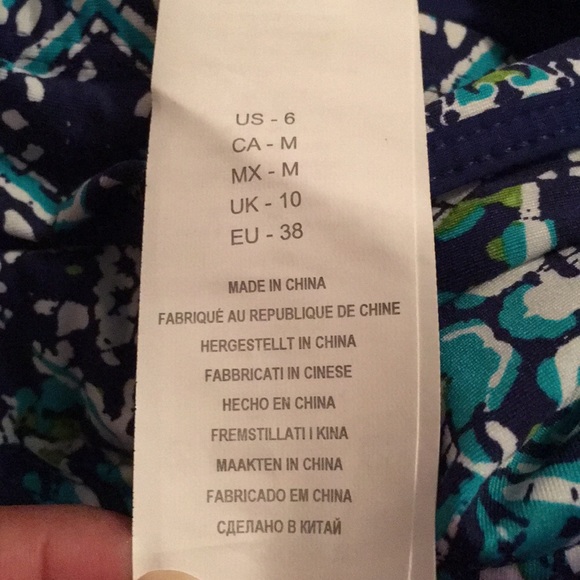 US - 6
CA - M
MX - M
UK - 10
EU - 38
MADE IN CHINA
FABRIQUÉ AU REPUBLIQUE DE CHINE
HERGESTELLT IN CHINA
FABBRICATI IN CINESE
HECHO EN CHINA
FREMSTILLAT I KINA
MAAKTEN IN CHINA
FABRICADO EM CHINA
СДЕЛАНО В КИТАЙ